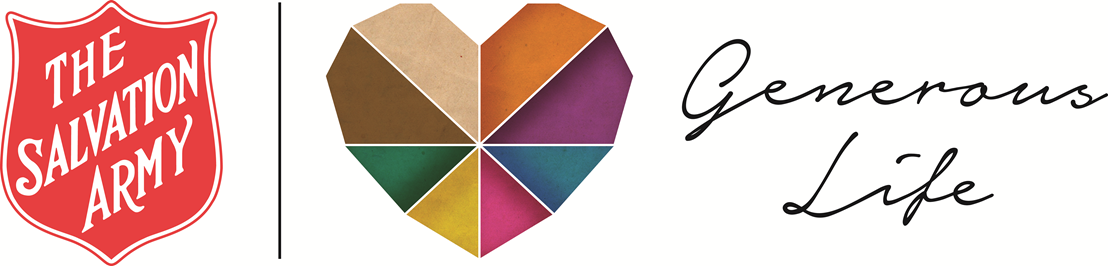 THE
SALVATION
ARMY
Generous
Life